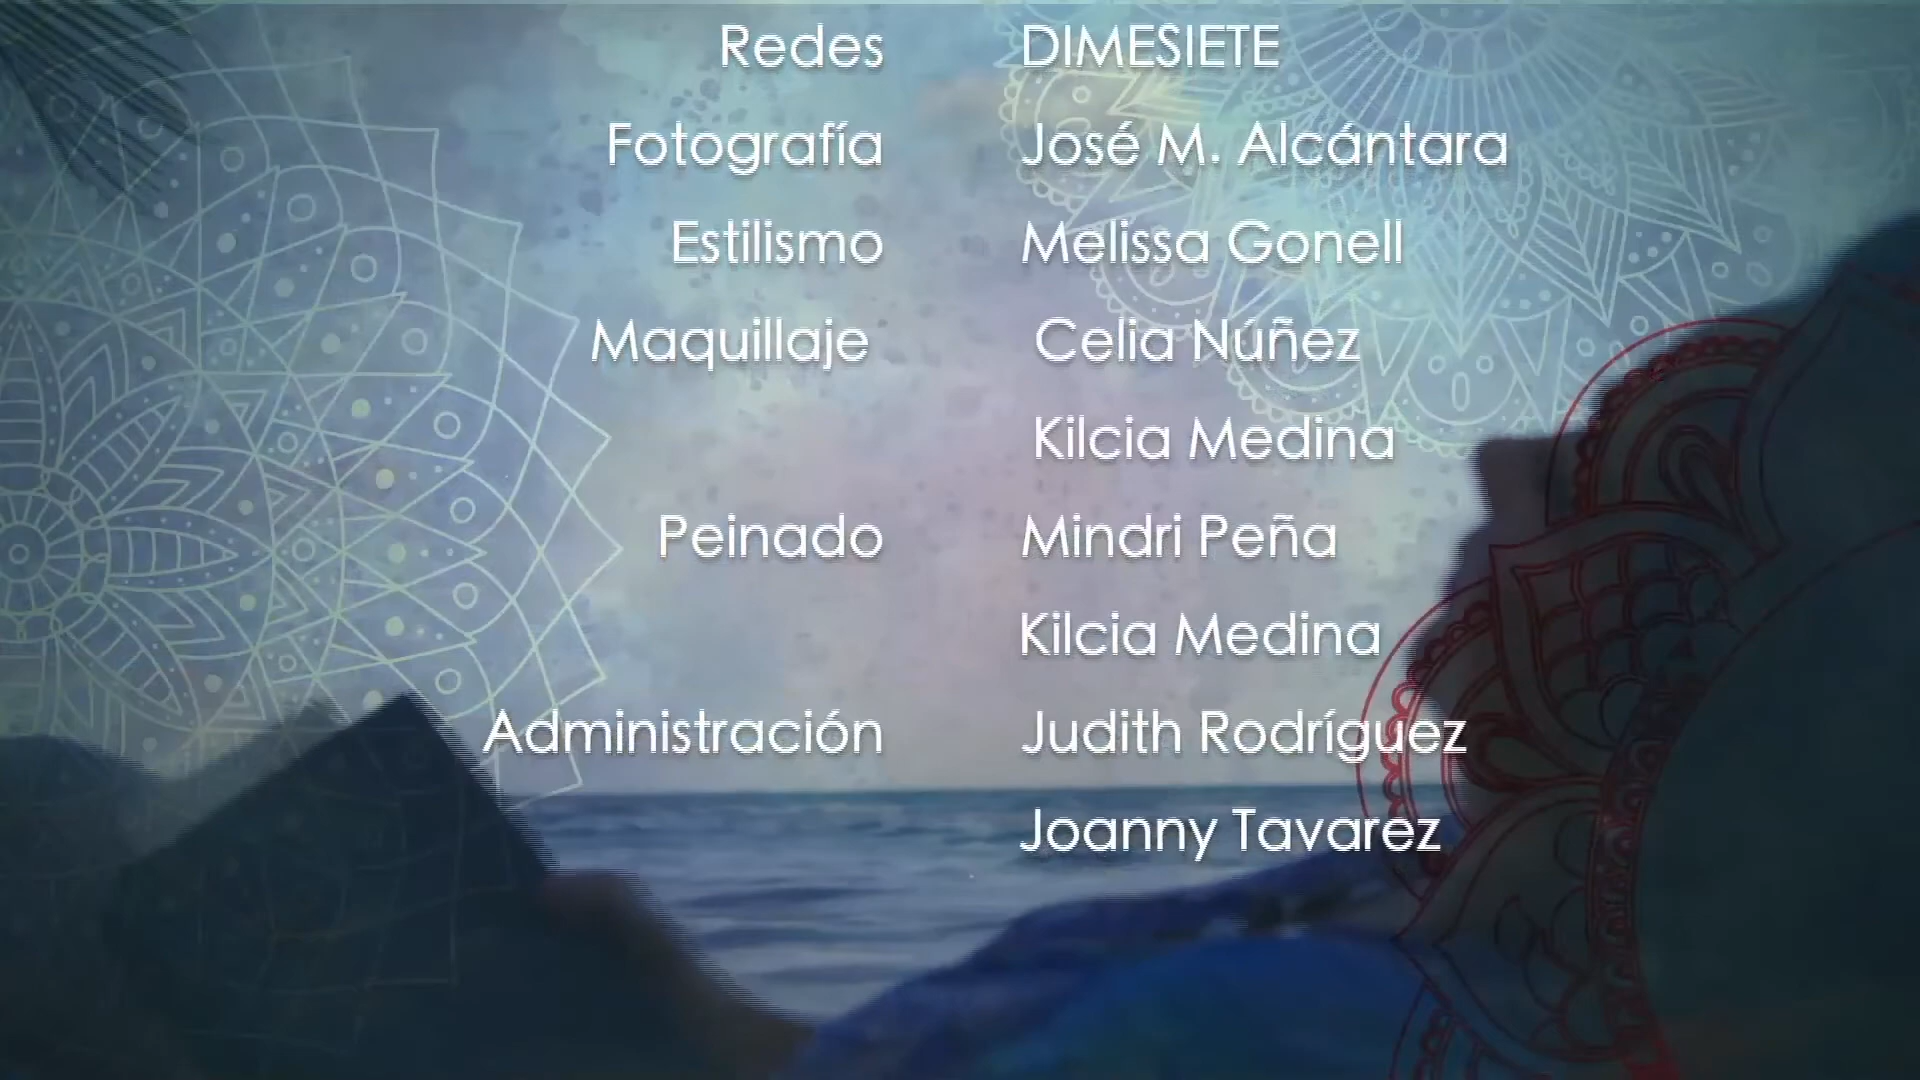 Redes DIMESIETE
Fotografía José M. Alcántara
Estilismo Melissa Gonell
Maquillaje Celia Núñez
Kilcia Medina
Peinado Mindri Peña
Kilcia Medina
Administración Judith Rodríguez
Joanny Tavarez